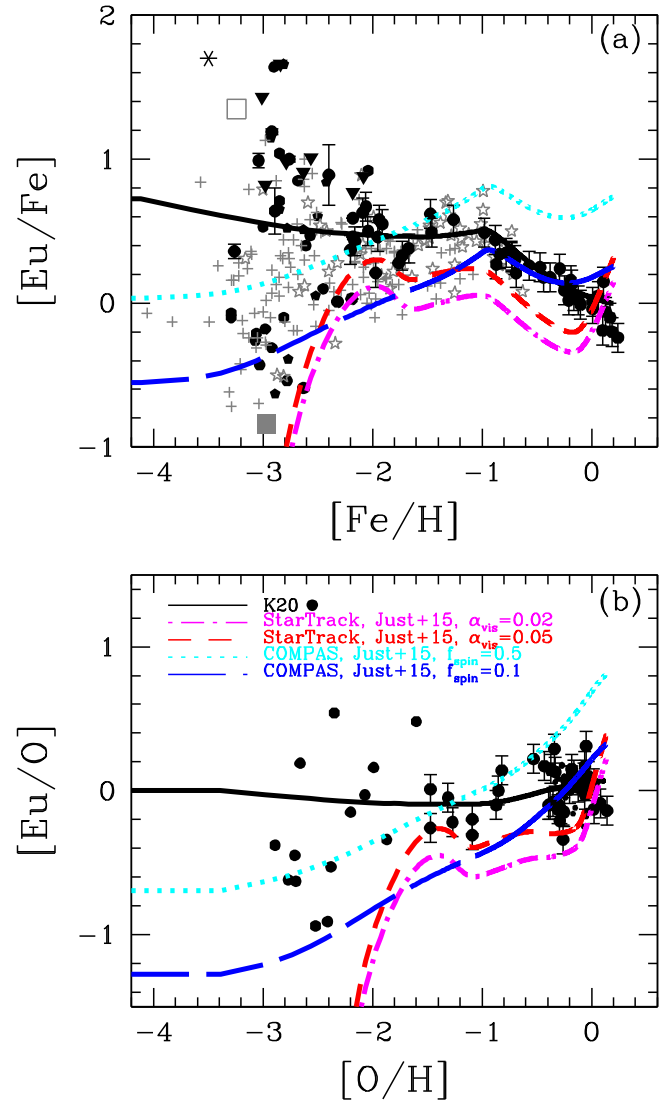 2
(a)
1
[Eu/Fe]
0
−1
−4 −3 −2 −1 0
[Fe/H]
(b)
K20
StarTrack, Just+15, αvis=0.02
1
StarTrack, Just+15, αvis=0.05
COMPAS, Just+15, fspin=0.5
COMPAS, Just+15, fspin=0.1
[Eu/O]
0
−1
−4 −3 −2 −1 0
[O/H]